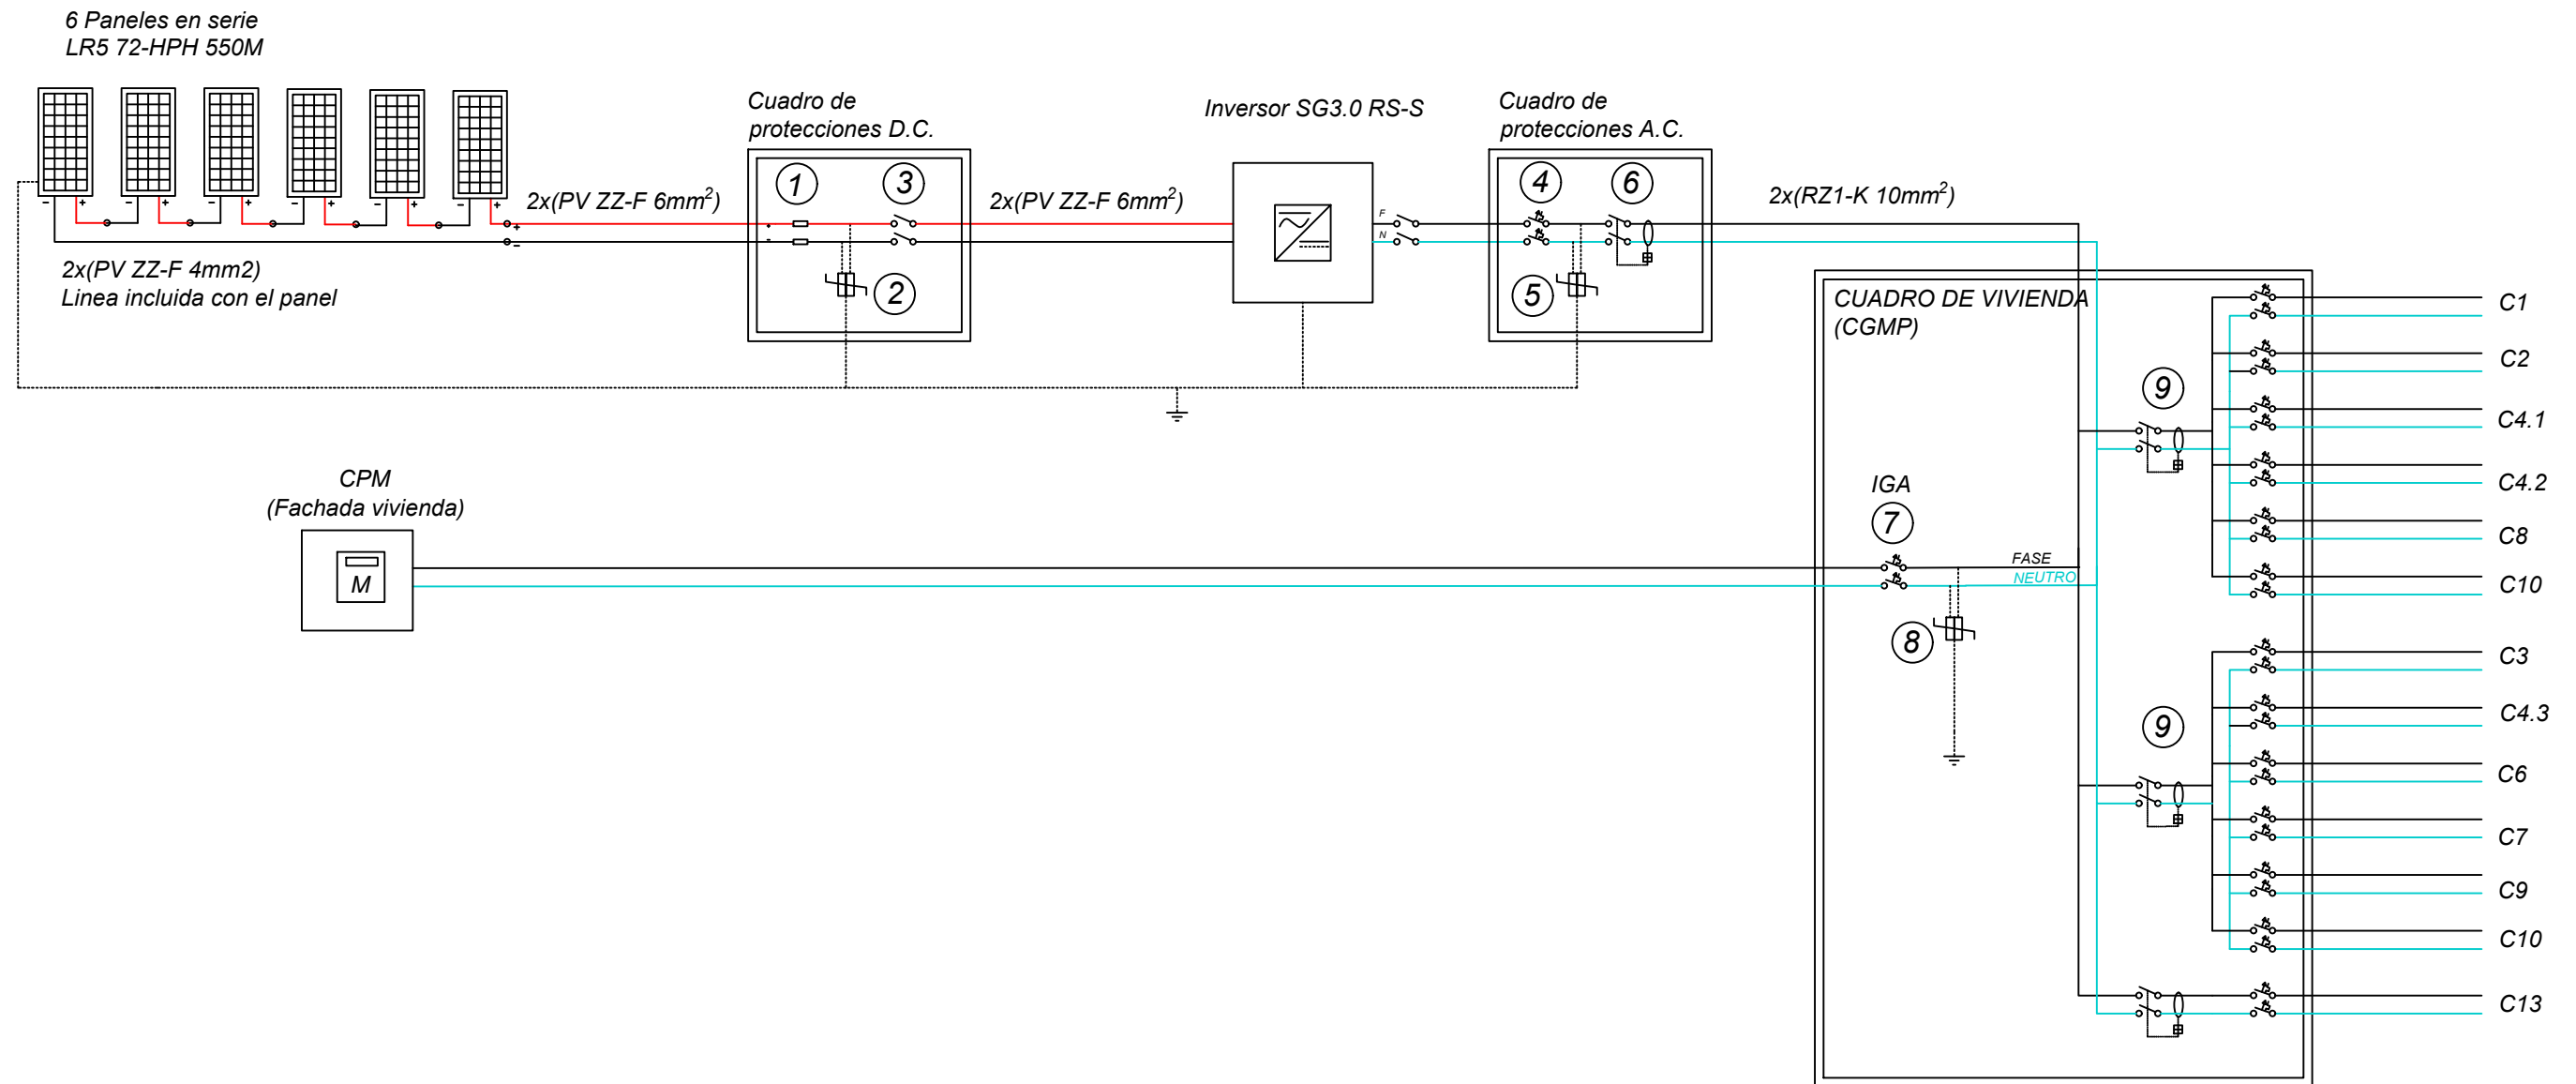 6 Paneles en serie
LR5 72-HPH 550M
Cuadro de
protecciones D.C.
Inversor SG3.0 RS-S
Cuadro de
protecciones A.C.
1
3
4
6
2x(PV ZZ-F 6mm²)
2x(PV ZZ-F 6mm²)
2x(RZ1-K 10mm²)
- + - + - + - + - + - +
+
-
F
N
2x(PV ZZ-F 4mm2)
Linea incluida con el panel
2
5
CUADRO DE VIVIENDA
(CGMP)
C1
C2
9
C4.1
C4.2
C8
C10
CPM
(Fachada vivienda)
M
IGA
7
FASE
NEUTRO
8
C3
C4.3
9
C6
C7
C9
C10
C13